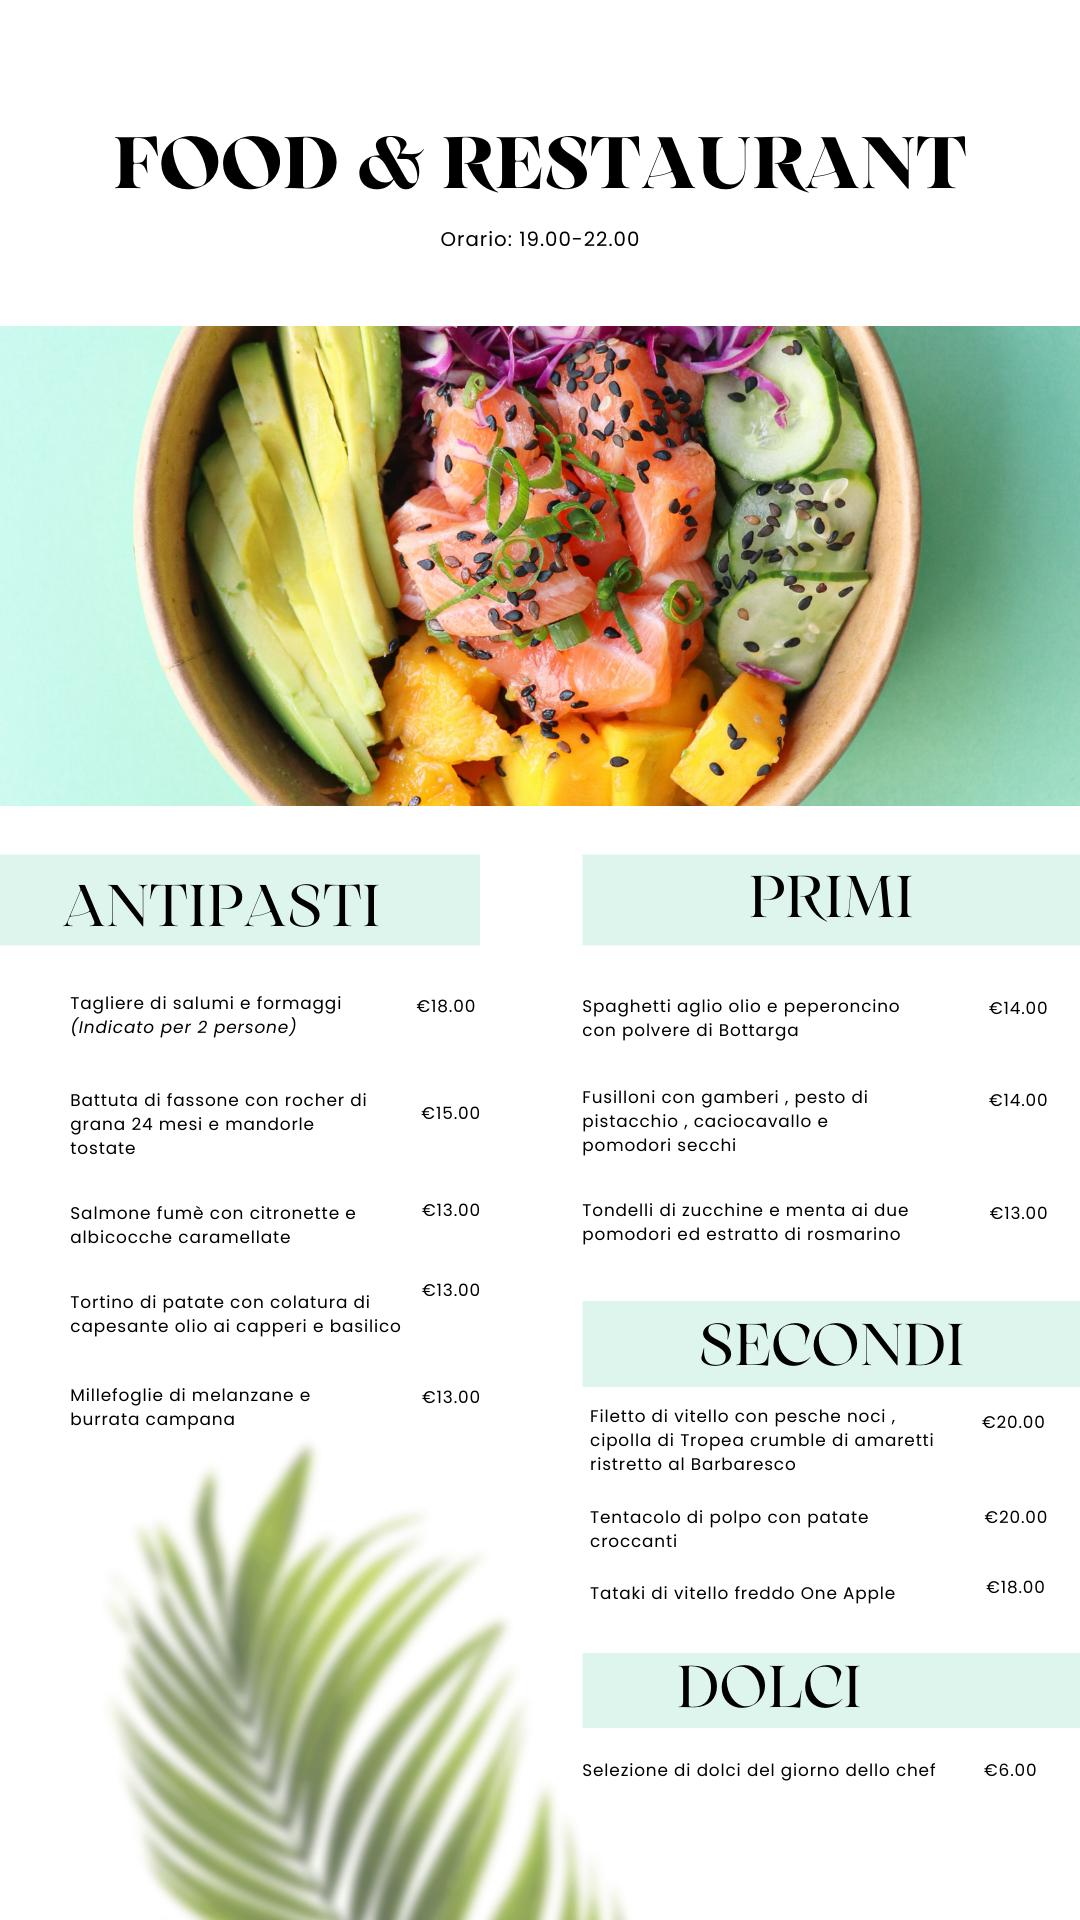 FOOD & RESTAURANT
Orario: 19.00-22.00
ANTIPASTI
Tagliere di salumi e formaggi €18.00
(Indicato per 2 persone)
Battuta di fassone con rocher di
grana 24 mesi e mandorle €15.00
tostate
Salmone fumè con citronette e €13.00
albicocche caramellate
€13.00
Tortino di patate con colatura di
capesante olio ai capperi e basilico
Millefoglie di melanzane e €13.00
burrata campana
PRIMI
Spaghetti aglio olio e peperoncino €14.00
con polvere di Bottarga
Fusilloni con gamberi , pesto di €14.00
pistacchio , caciocavallo e
pomodori secchi
Tondelli di zucchine e menta ai due €13.00
pomodori ed estratto di rosmarino
SECONDI
Filetto di vitello con pesche noci , €20.00
cipolla di Tropea crumble di amaretti
ristretto al Barbaresco
Tentacolo di polpo con patate €20.00
croccanti
Tataki di vitello freddo One Apple €18.00
DOLCI
Selezione di dolci del giorno dello chef €6.00